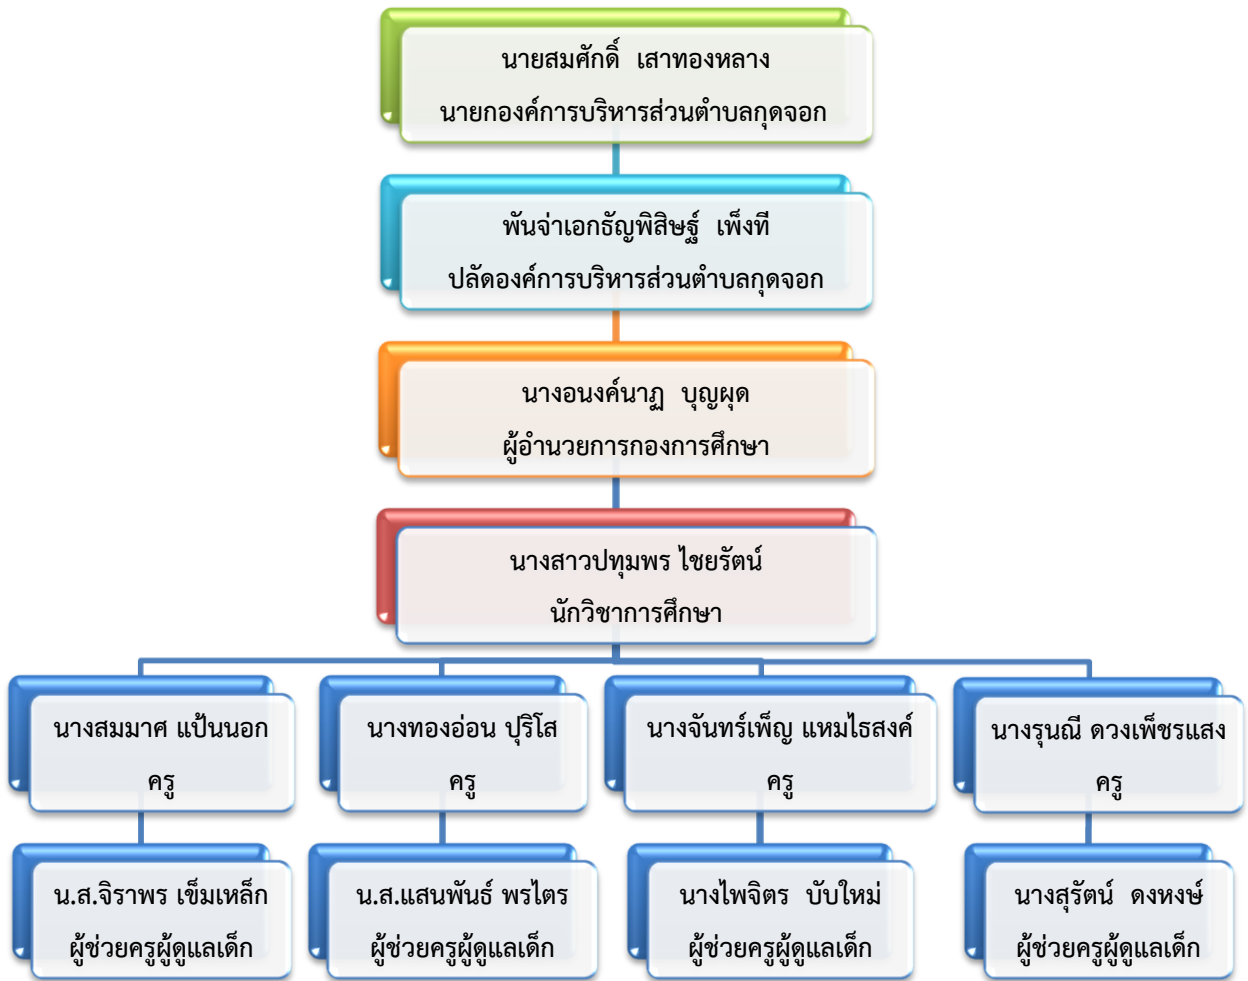 นายสมศักดิ์  เสาทองหลาง
นายกองค์การบริหารส่วนตำบลกุดจอก
พันจ่าเอกธัญพิสิษฐ์  เพ็งที
ปลัดองค์การบริหารส่วนตำบลกุดจอก
นางอนงค์นาฏ  บุญผุด
ผู้อำนวยการกองการศึกษา
นางสาวปทุมพร ไชยรัตน์
นักวิชาการศึกษา
นางสมมาศ แป้นนอก
ครู
นางทองอ่อน ปุริโส
ครู
นางจันทร์เพ็ญ แหมไธสงค์
ครู
นางรุนณี ดวงเพ็ชรแสง
ครู
น.ส.จิราพร เข็มเหล็ก
ผู้ช่วยครูผู้ดูแลเด็ก
น.ส.แสนพันธ์ พรไตร
ผู้ช่วยครูผู้ดูแลเด็ก
นางไพจิตร  บับใหม่
ผู้ช่วยครูผู้ดูแลเด็ก
นางสุรัตน์  ดงหงษ์
ผู้ช่วยครูผู้ดูแลเด็ก